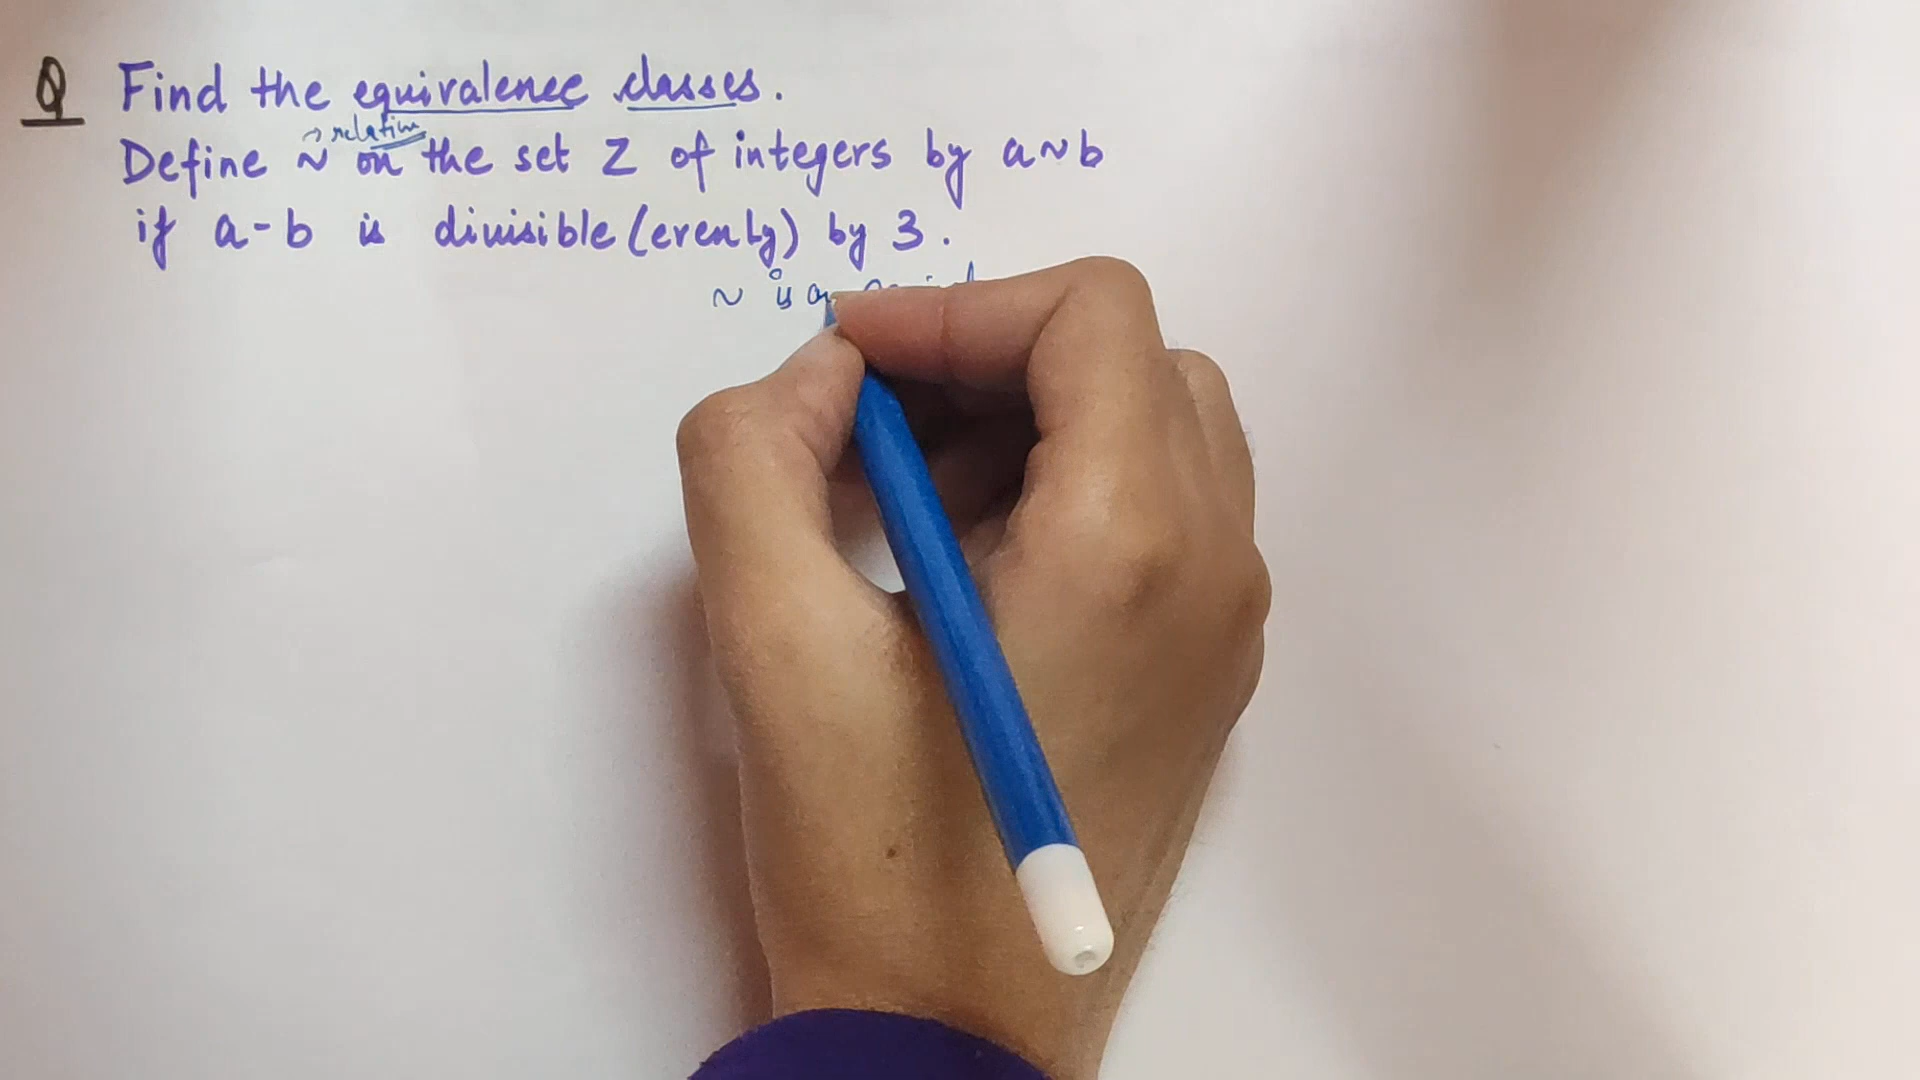 Q Find the equivalence classes.
→ relation
Define ~ on the set Z of integers by a~b
if a-b is divisible (evenly) by 3.
~ is an